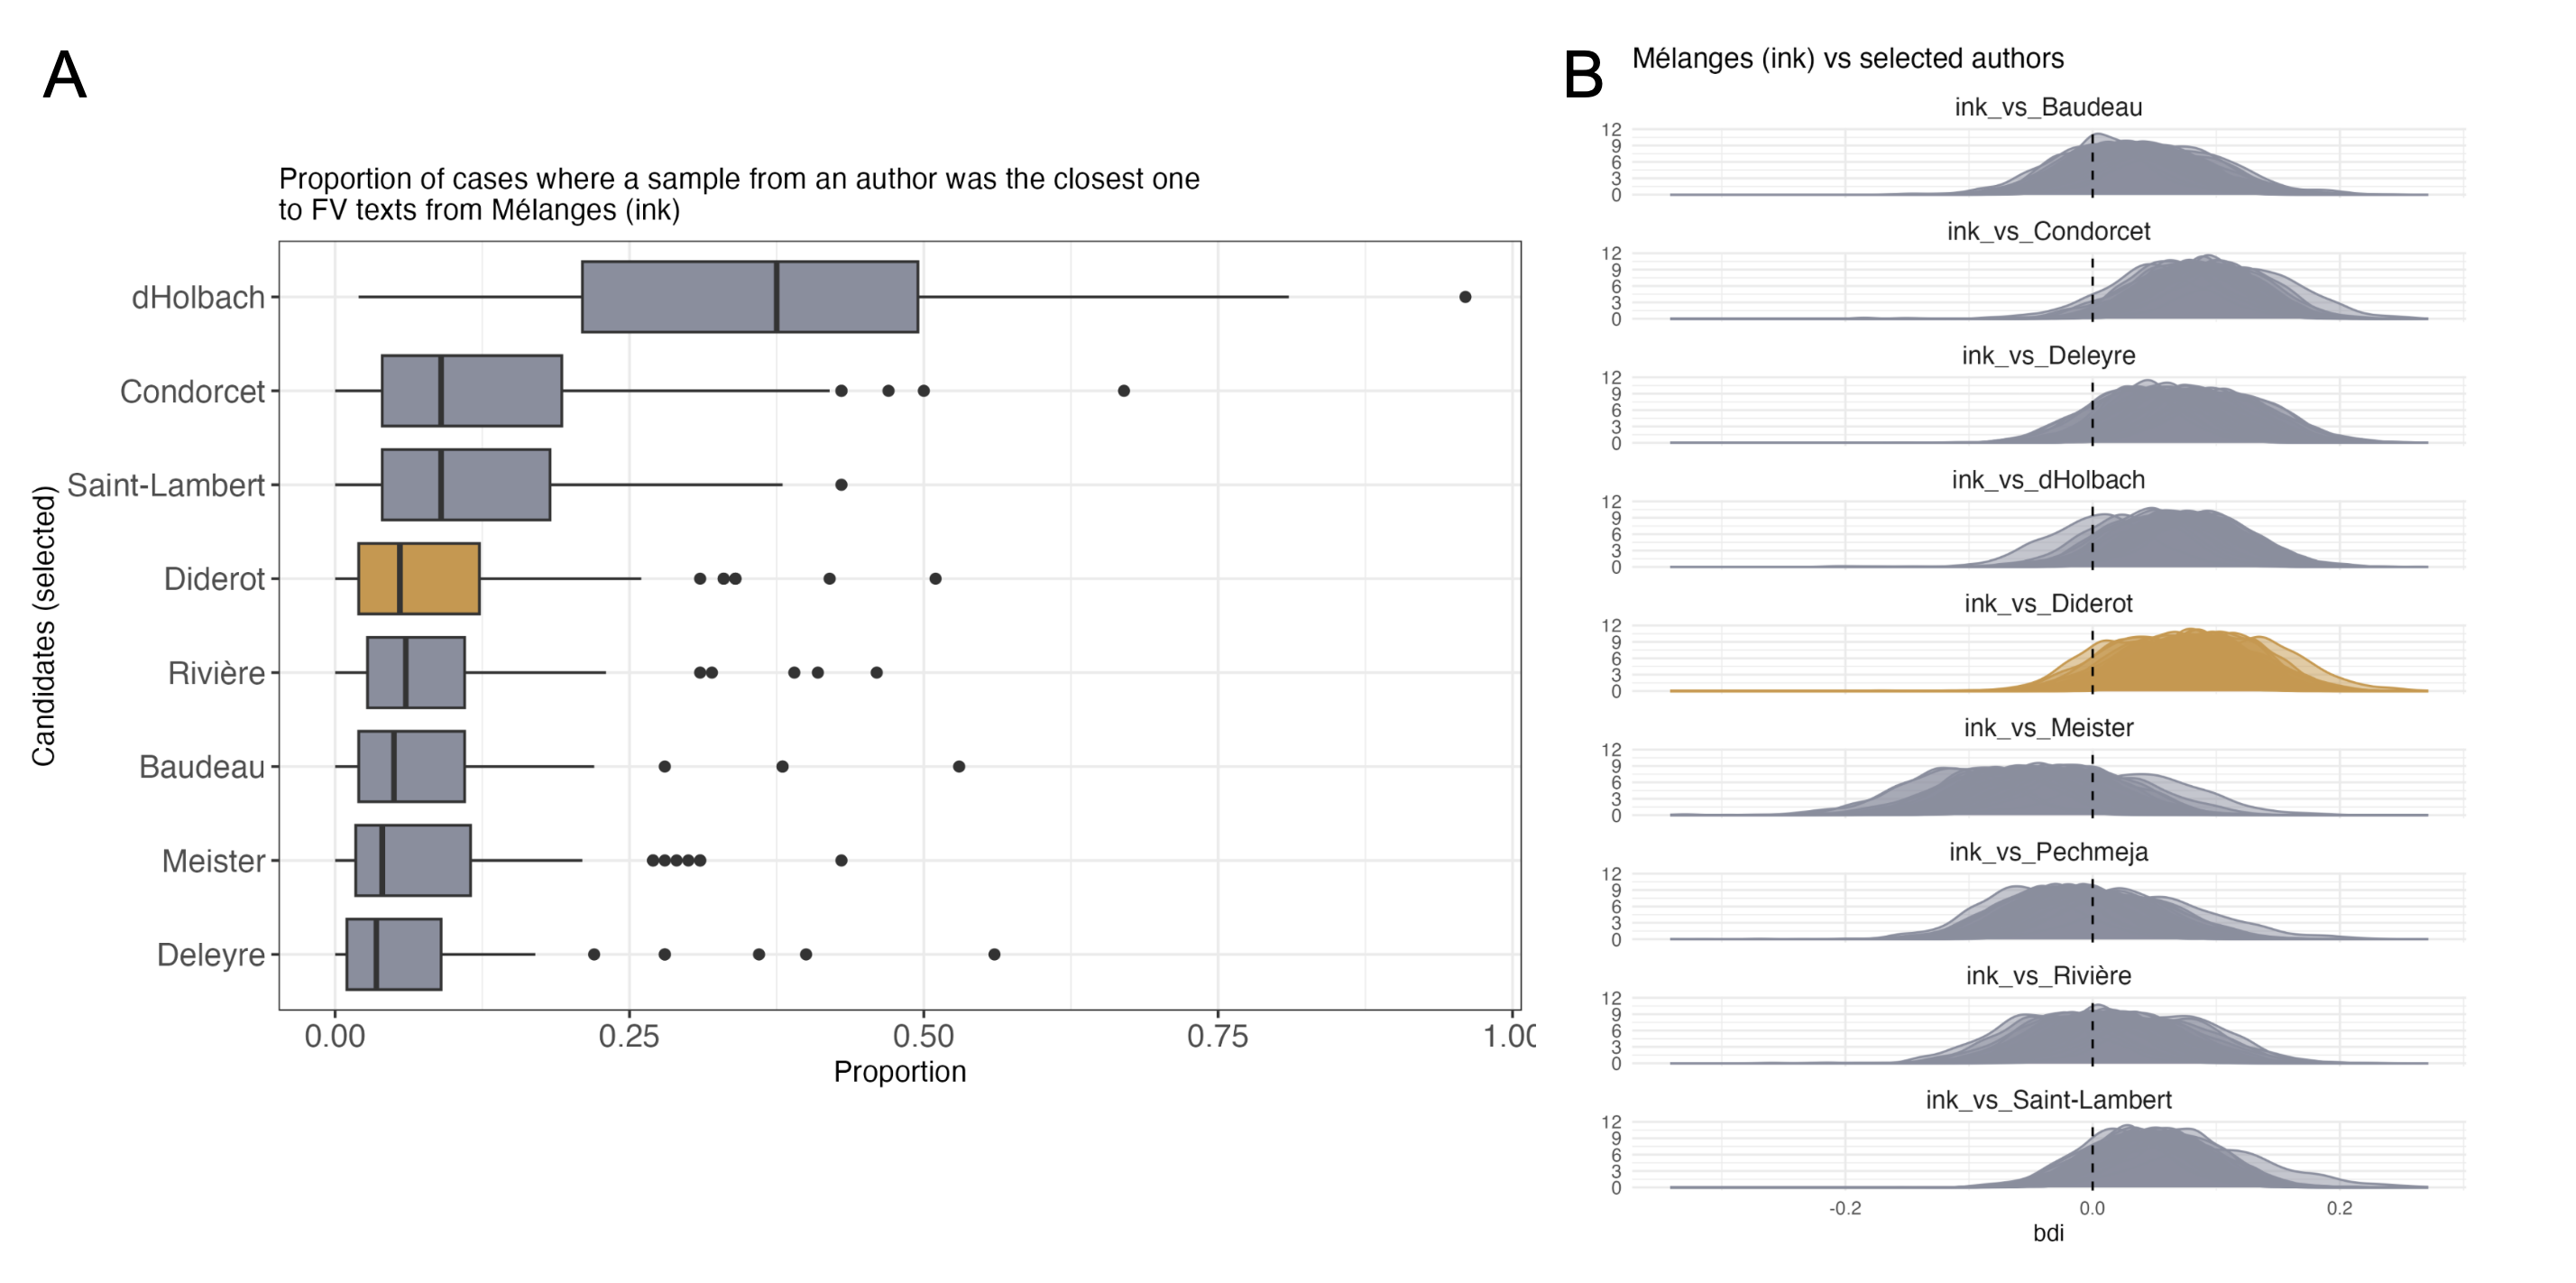 A
Proportion of cases where a sample from an author was the closest one
to FV texts from Mélanges (ink)
Candidates (selected)
dHolbach
Condorcet
Saint-Lambert
Diderot
Rivière
Baudeau
Meister
Deleyre
0.00 0.25 0.50 0.75 1.00
Proportion
B
Mélanges (ink) vs selected authors
ink_vs_Baudeau
12
9
6
3
0
ink_vs_Condorcet
12
9
6
3
0
ink_vs_Deleyre
12
9
6
3
0
ink_vs_dHolbach
12
9
6
3
0
ink_vs_Diderot
12
9
6
3
0
ink_vs_Meister
12
9
6
3
0
ink_vs_Pechmeja
12
9
6
3
0
ink_vs_Rivière
12
9
6
3
0
ink_vs_Saint-Lambert
12
9
6
3
0
-0.2 0.0 0.2
bdi